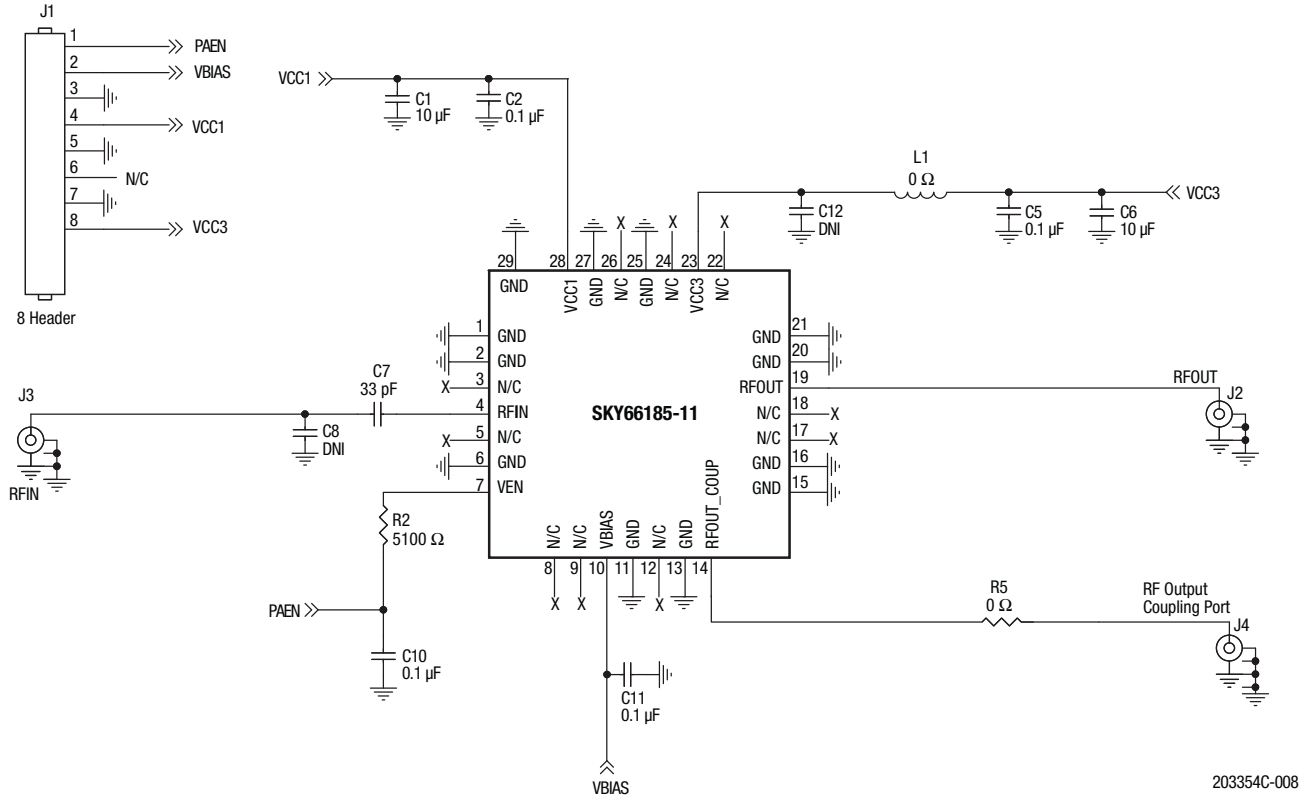 J1
1
PAEN
2
VBIAS
3
4
VCC1
5
6
N/C
7
8
VCC3
8 Header
VCC1
C1
10 µF
C2
0.1 µF
L1
0 Ω
VCC3
C12
DNI
C5
0.1 µF
C6
10 µF
X X X
29 28 27 26 25 24 23 22
GND VCC1 GND N/C GND N/C VCC3 N/C
1 GND
2 GND
X 3 N/C
4 RFIN
X 5 N/C
6 GND
7 VEN
SKY66185-11
GND 21
GND 20
RFOUT 19
N/C 18 X
N/C 17 X
GND 16
GND 15
N/C N/C VBIAS GND N/C GND RFOUT_COUP
8 9 10 11 12 13 14
X X X
J3
RFIN
C8
DNI
C7
33 pF
R2
5100 Ω
PAEN
C10
0.1 µF
C11
0.1 µF
VBIAS
RFOUT
J2
R5
0 Ω
RF Output
Coupling Port
J4
203354C-008